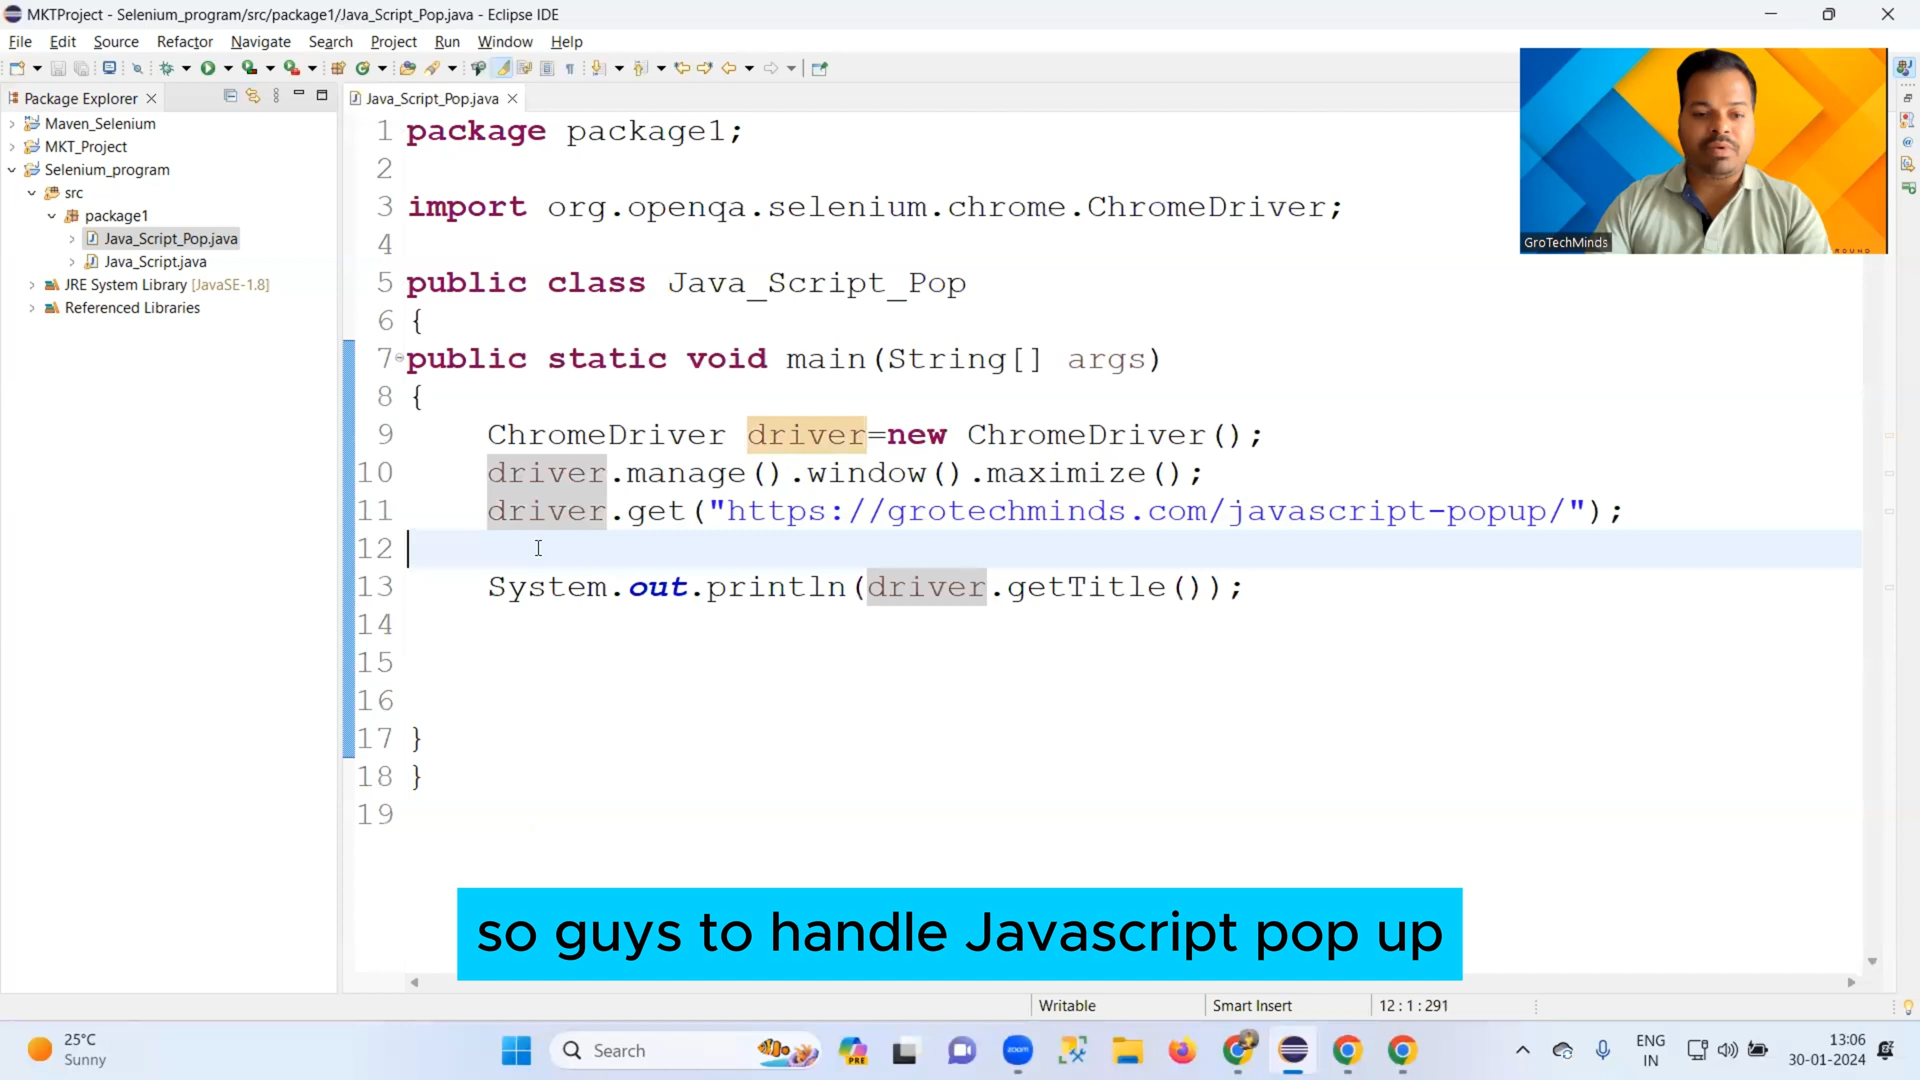 MKTProject - Selenium_program/src/package1/Java_Script_Pop.java - Eclipse IDE
File Edit Source Refactor Navigate Search Project Run Window Help
Package Explorer
Maven_Selenium
MKT_Project
Selenium_program
src
package1
Java_Script_Pop.java
Java_Script.java
JRE System Library [JavaSE-1.8]
Referenced Libraries
Java_Script_Pop.java
1 package package1;
2
3 import org.openqa.selenium.chrome.ChromeDriver;
4
5 public class Java_Script_Pop
6 {
7 public static void main(String[] args)
8 {
9 ChromeDriver driver=new ChromeDriver();
10 driver.manage().window().maximize();
11 driver.get("https://grotechminds.com/javascript-popup/");
12
13 System.out.println(driver.getTitle());
14
15
16
17 }
18 }
19
GroTechMinds
ROUND
so guys to handle Javascript pop up
Writable Smart Insert 12 : 1 : 291
25°C
Sunny
Search
PRE
zoom
ENG
IN
13:06
30-01-2024